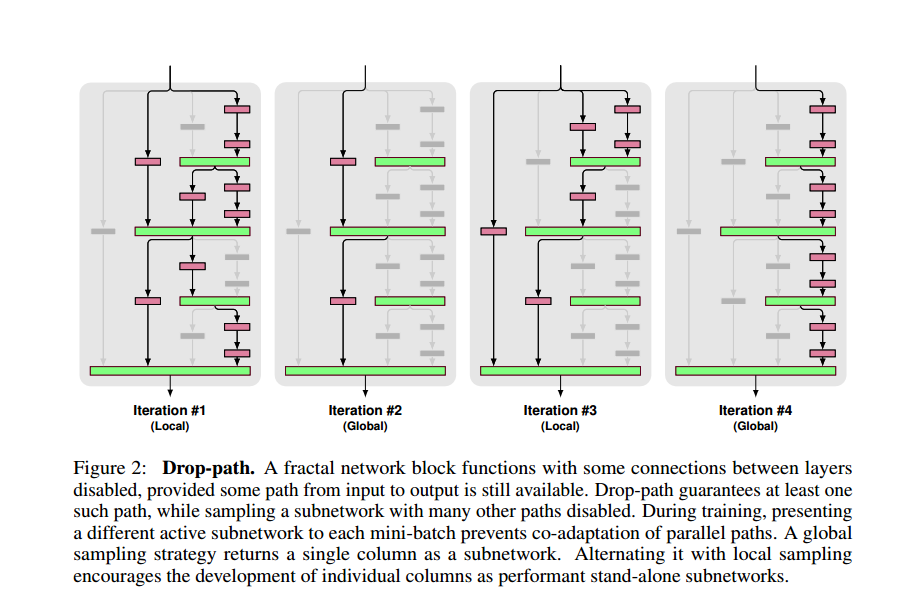 Iteration #1 Iteration #2 Iteration #3 Iteration #4
(Local) (Global) (Local) (Global)
Figure 2: Drop-path. A fractal network block functions with some connections between layers
disabled, provided some path from input to output is still available. Drop-path guarantees at least one
such path, while sampling a subnetwork with many other paths disabled. During training, presenting
a different active subnetwork to each mini-batch prevents co-adaptation of parallel paths. A global
sampling strategy returns a single column as a subnetwork. Alternating it with local sampling
encourages the development of individual columns as performant stand-alone subnetworks.